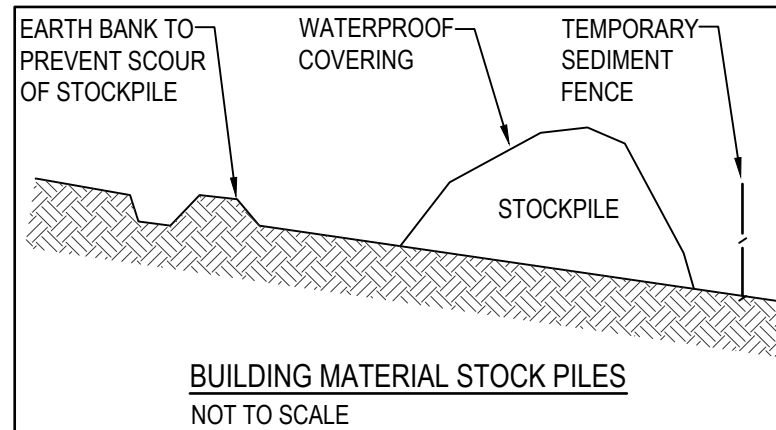 EARTH BANK TO
PREVENT SCOUR
OF STOCKPILE
WATERPROOF
COVERING
TEMPORARY
SEDIMENT
FENCE
STOCKPILE
BUILDING MATERIAL STOCK PILES
NOT TO SCALE